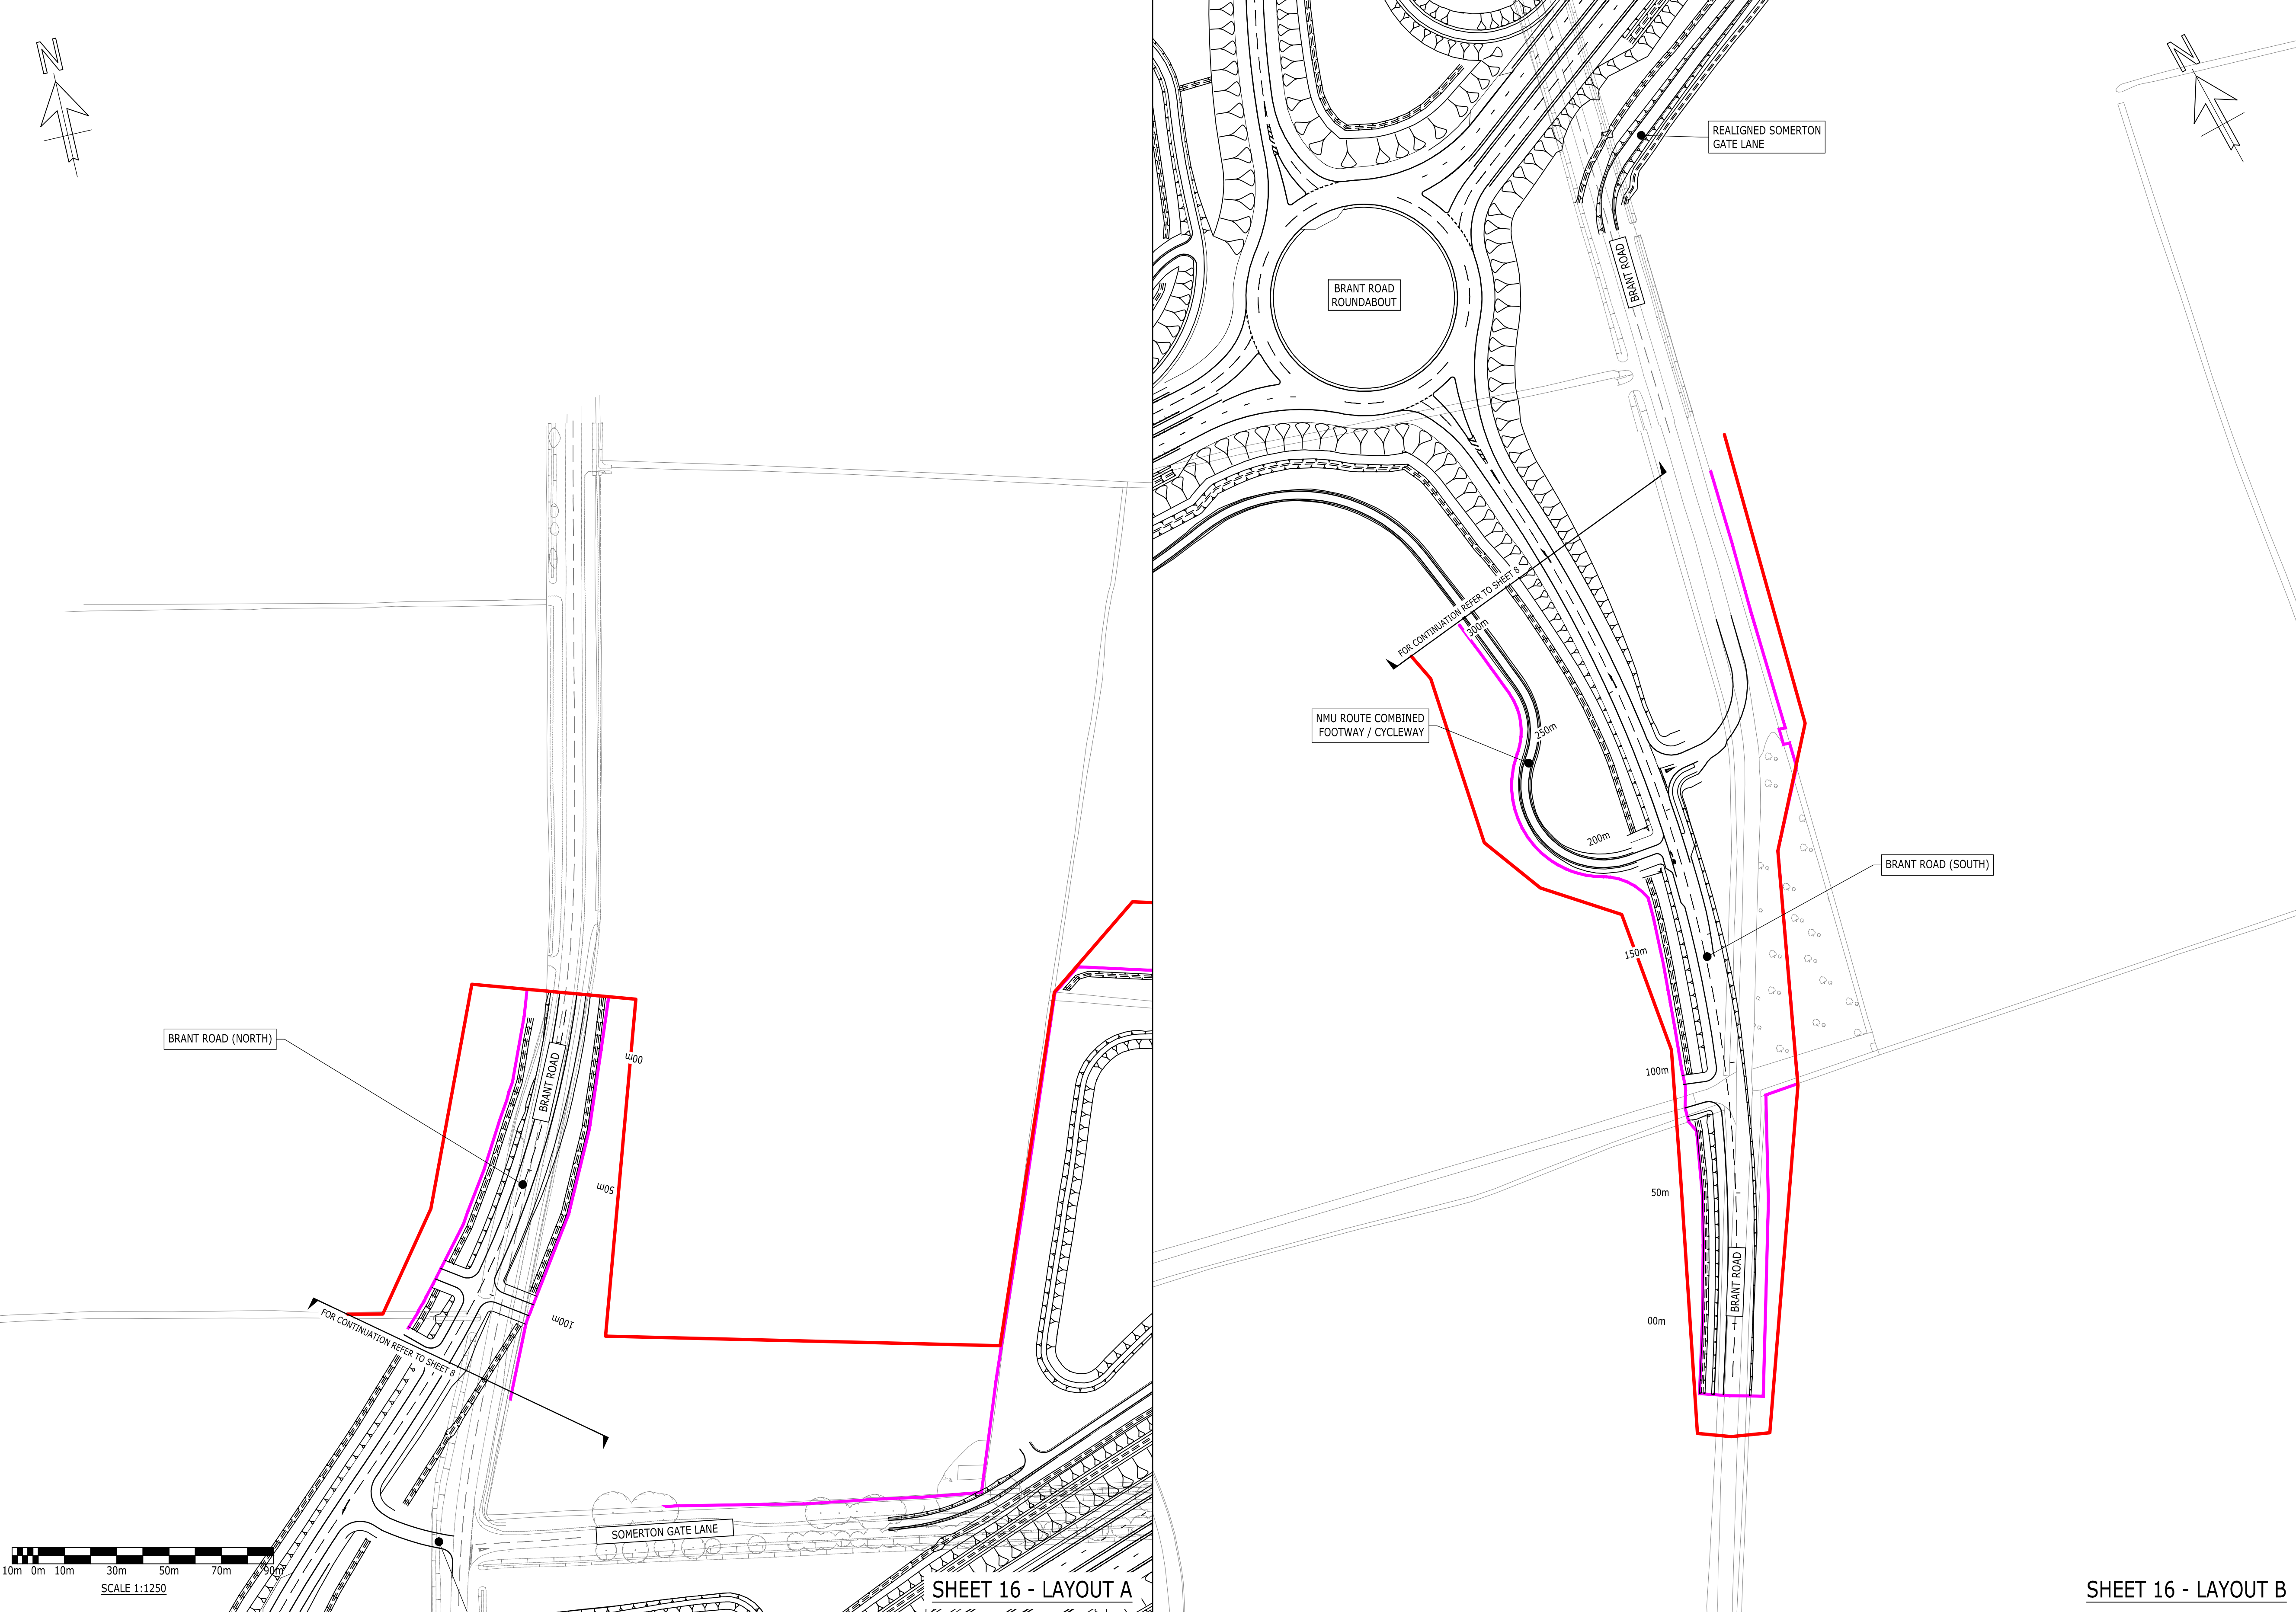 N
BRANT ROAD (NORTH)
BRANT ROAD
00m
50m
100m
FOR CONTINUATION REFER TO SHEET 8
SOMERTON GATE LANE
10m 0m 10m 30m 50m 70m 90m
SCALE 1:1250
SHEET 16 - LAYOUT A
N
REALIGNED SOMERTON
GATE LANE
BRANT ROAD
BRANT ROAD
ROUNDABOUT
FOR CONTINUATION REFER TO SHEET 8
300m
NMU ROUTE COMBINED
FOOTWAY / CYCLEWAY
250m
200m
BRANT ROAD (SOUTH)
150m
100m
50m
BRANT ROAD
00m
SHEET 16 - LAYOUT B